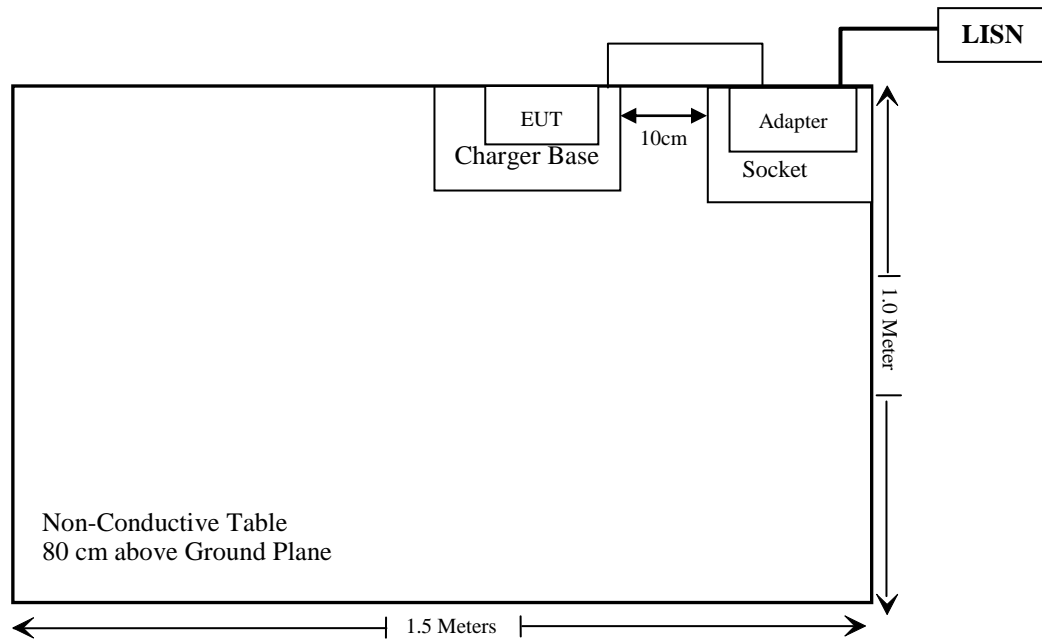 LISN
EUT
Charger Base
10cm
Adapter
Socket
1.0 Meter
Non-Conductive Table
80 cm above Ground Plane
1.5 Meters